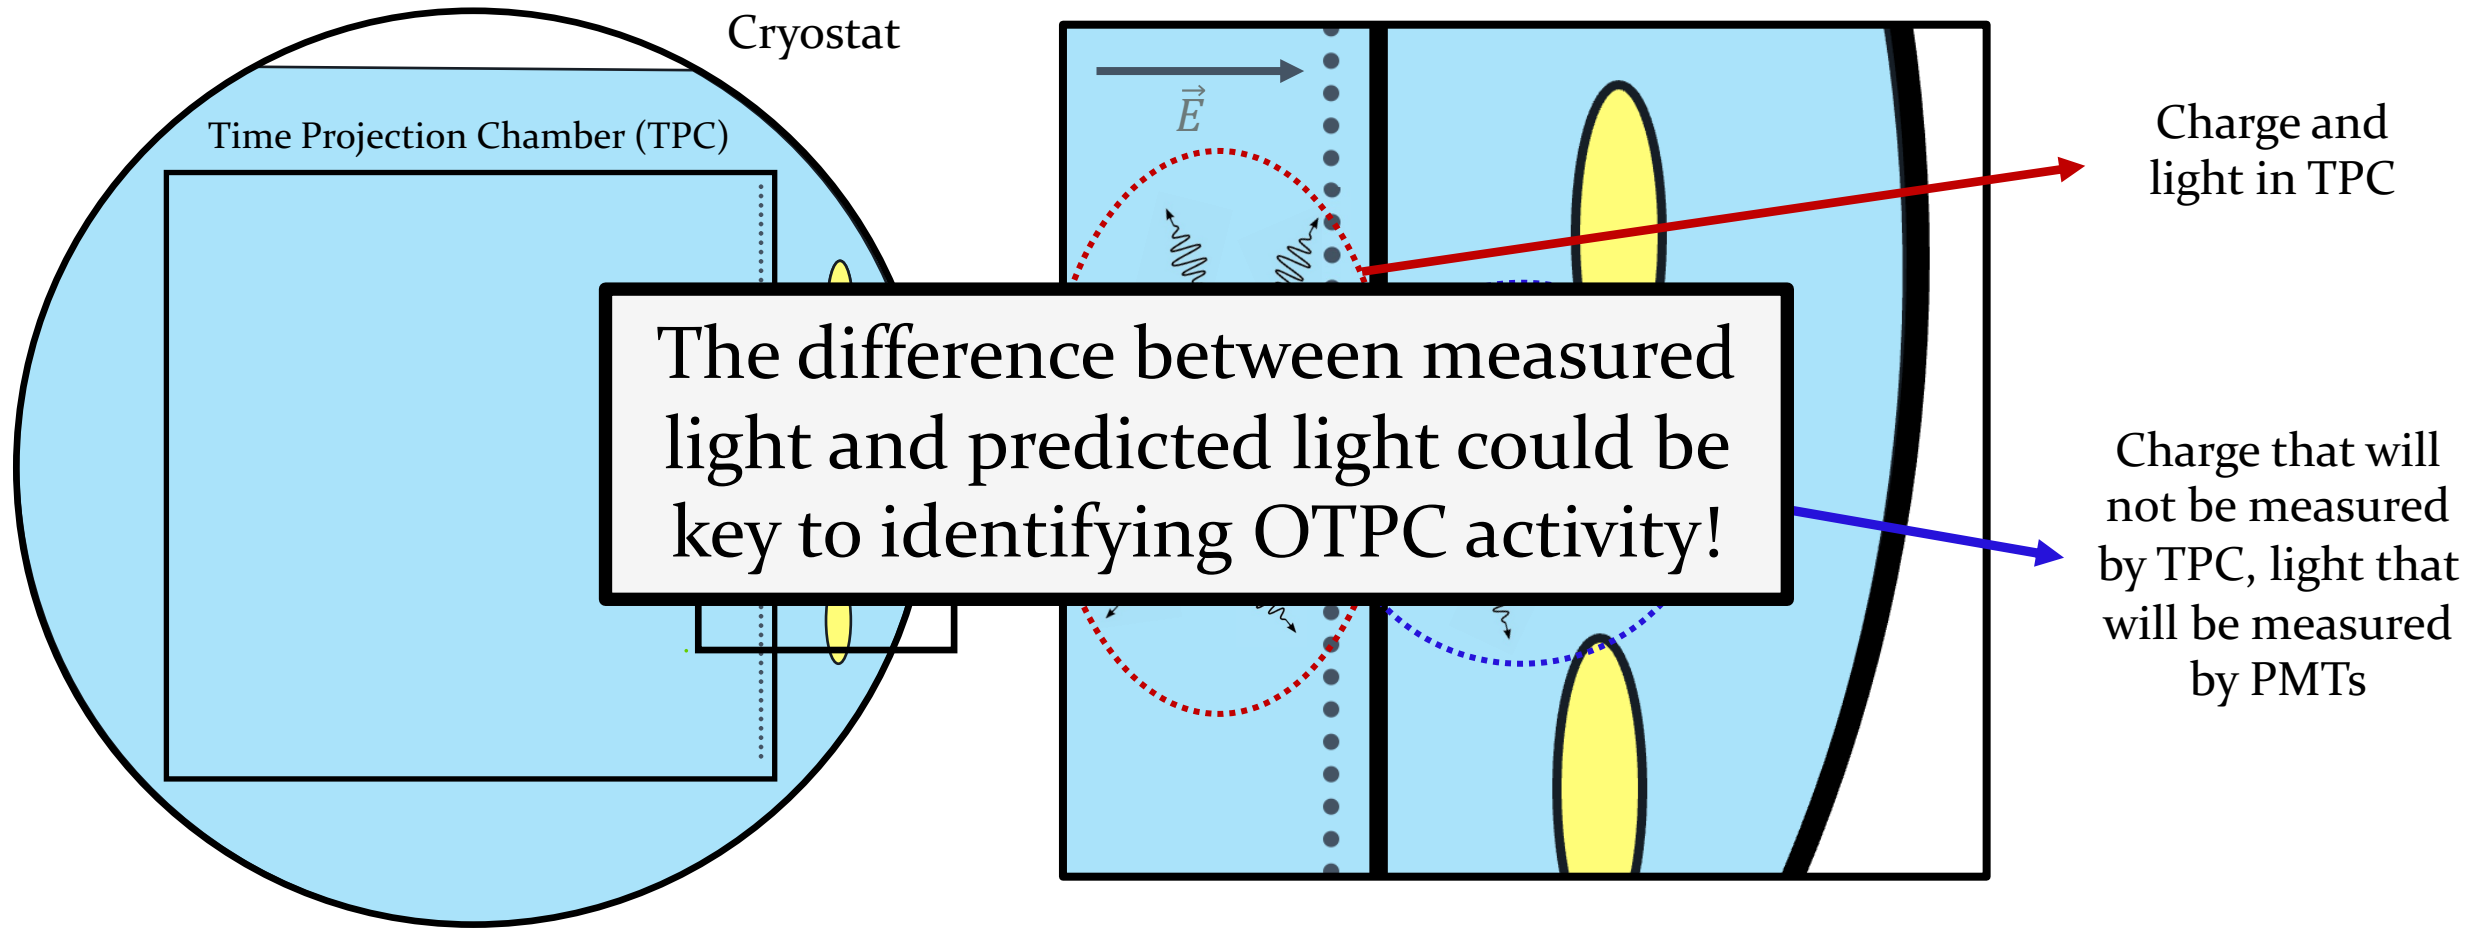 Cryostat
Time Projection Chamber (TPC)
$\vec{E}$
Charge and
light in TPC
The difference between measured
light and predicted light could be
key to identifying OTPC activity!
Charge that will
not be measured
by TPC, light that
will be measured
by PMTs